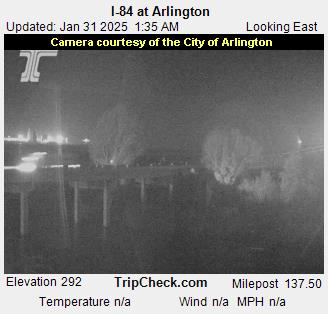 I-84 at Arlington
Updated: Jan 31 2025 1:35 AM Looking East
Camera courtesy of the City of Arlington
Elevation 292 TripCheck.com Milepost 137.50
Temperature n/a Wind n/a MPH n/a